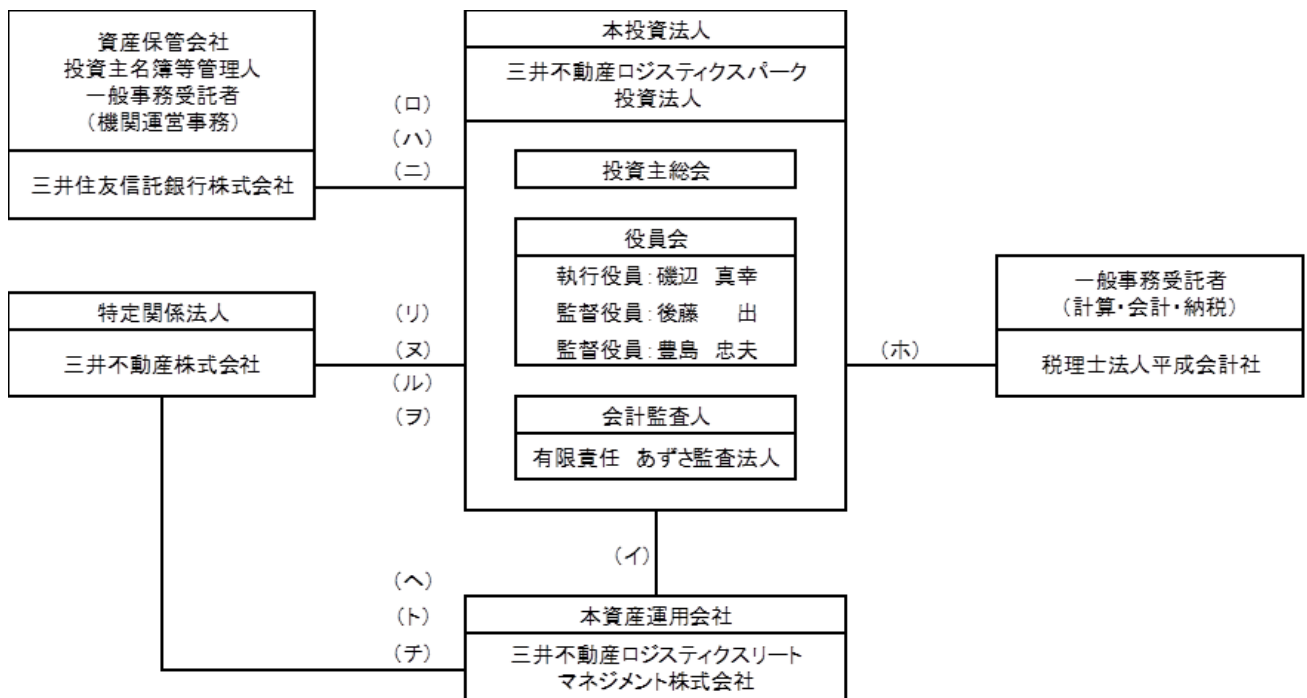 資産保管会社
投資主名簿等管理人
一般事務受託者
（機関運営事務）
三井住友信託銀行株式会社
（ロ）
（ハ）
（ニ）
本投資法人
三井不動産ロジスティクスパーク
投資法人
投資主総会
役員会
執行役員：磯辺 真幸
監督役員：後藤 出
監督役員：豊島 忠夫
会計監査人
有限責任 あずさ監査法人
特定関係法人
三井不動産株式会社
（リ）
（ヌ）
（ル）
（ヲ）
（ホ）
一般事務受託者
（計算・会計・納税）
税理士法人平成会計社
（イ）
（ヘ）
（ト）
（チ）
本資産運用会社
三井不動産ロジスティクスリート
マネジメント株式会社